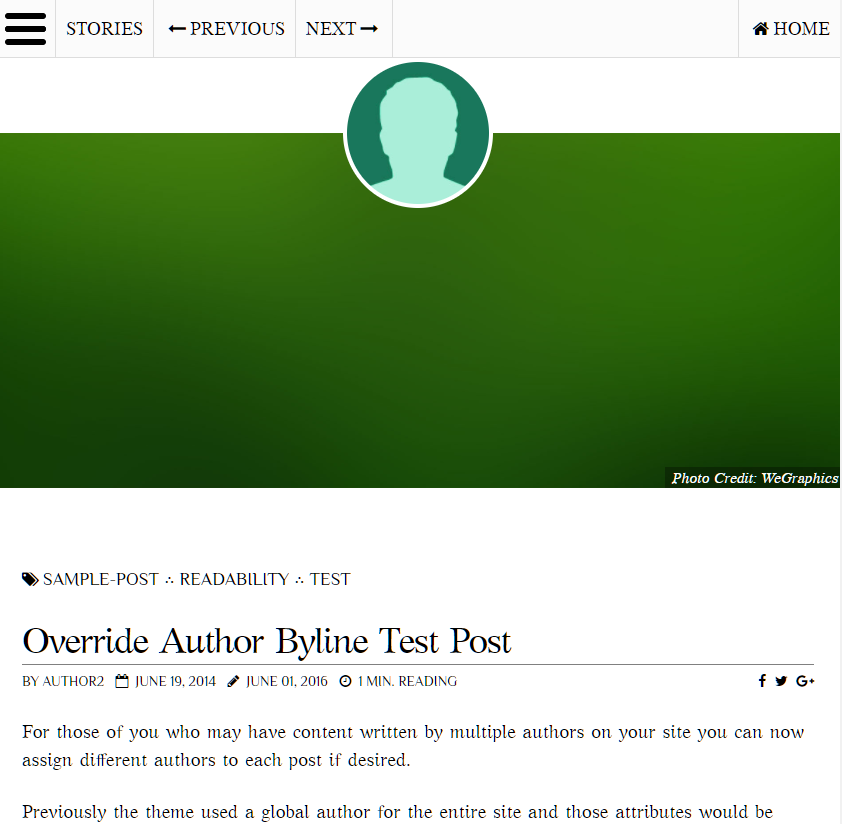 STORIES PREVIOUS NEXT HOME
Photo Credit: WeGraphics
SAMPLE-POST ∴ READABILITY ∴ TEST
Override Author Byline Test Post
BY AUTHOR2 JUNE 19, 2014 JUNE 01, 2016 1 MIN. READING
For those of you who may have content written by multiple authors on your site you can now
assign different authors to each post if desired.
Previously the theme used a global author for the entire site and those attributes would be